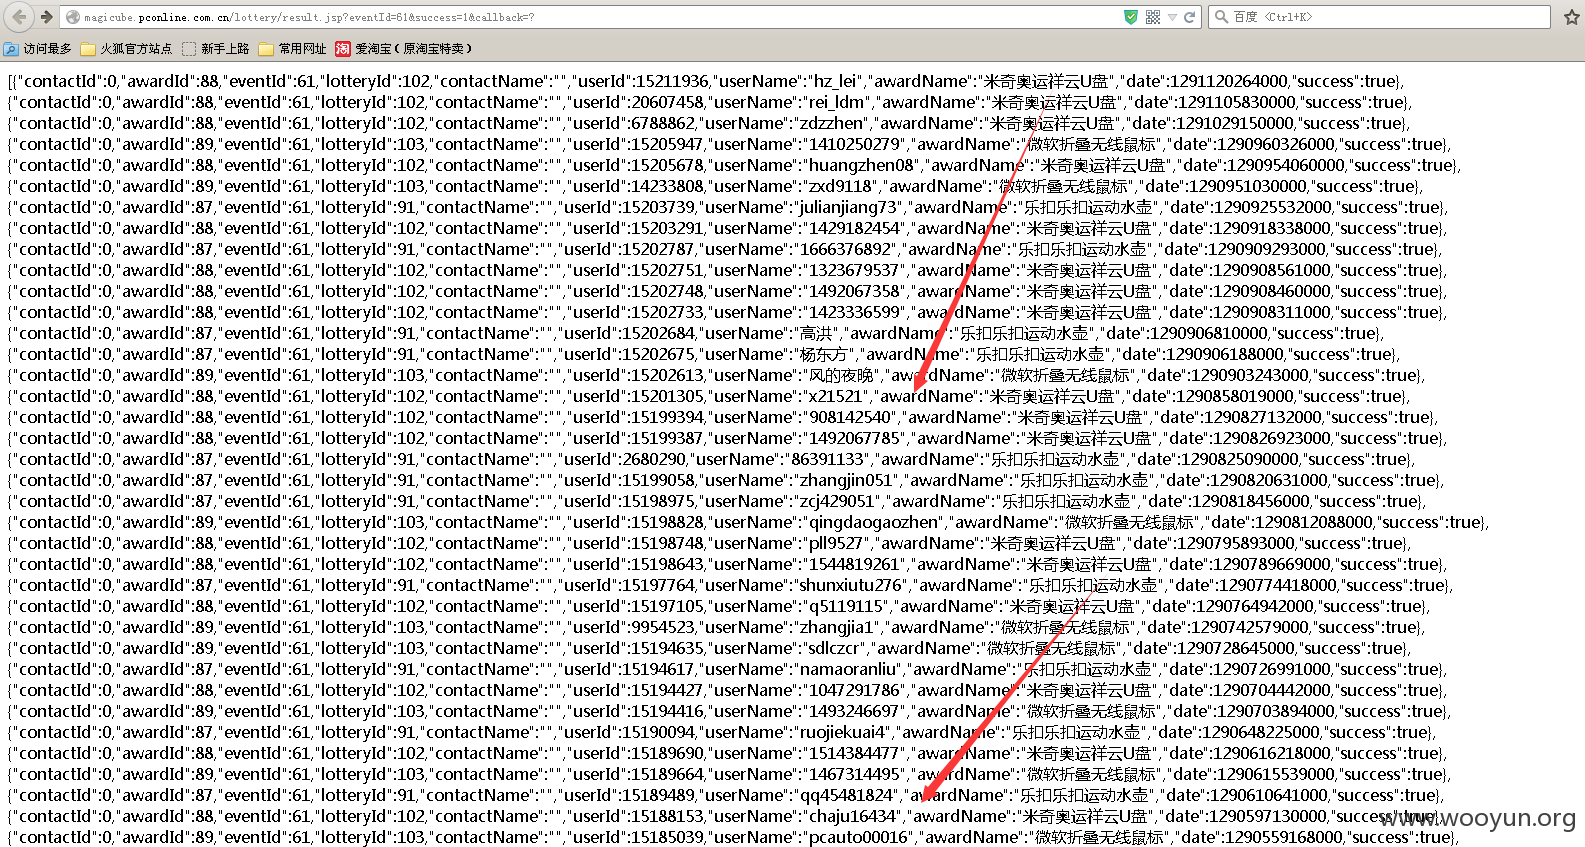 magicube.pconline.com.cn/lottery/result.jsp?eventId=61&success=1&callback=?
百度 <Ctrl+K>
访问最多 火狐官方站点 新手上路 常用网址 淘 爱淘宝（原淘宝特卖）
[{"contactId":0,"awardId":88,"eventId":61,"lotteryId":102,"contactName":"","userId":15211936,"userName":"hz_lei","awardName":"米奇奥运祥云U盘","date":1291120264000,"success":true},
{"contactId":0,"awardId":88,"eventId":61,"lotteryId":102,"contactName":"","userId":20607458,"userName":"rei_ldm","awardName":"米奇奥运祥云U盘","date":1291105830000,"success":true},
{"contactId":0,"awardId":88,"eventId":61,"lotteryId":102,"contactName":"","userId":6788862,"userName":"zdzzhen","awardName":"米奇奥运祥云U盘","date":1291029150000,"success":true},
{"contactId":0,"awardId":89,"eventId":61,"lotteryId":103,"contactName":"","userId":15205947,"userName":"1410250279","awardName":"微软折叠无线鼠标","date":1290960326000,"success":true},
{"contactId":0,"awardId":88,"eventId":61,"lotteryId":102,"contactName":"","userId":15205678,"userName":"huangzhen08","awardName":"米奇奥运祥云U盘","date":1290954060000,"success":true},
{"contactId":0,"awardId":89,"eventId":61,"lotteryId":103,"contactName":"","userId":14233808,"userName":"zxd9118","awardName":"微软折叠无线鼠标","date":1290951030000,"success":true},
{"contactId":0,"awardId":87,"eventId":61,"lotteryId":91,"contactName":"","userId":15203739,"userName":"julianjiang73","awardName":"乐扣乐扣运动水壶","date":1290925532000,"success":true},
{"contactId":0,"awardId":88,"eventId":61,"lotteryId":102,"contactName":"","userId":15203291,"userName":"1429182454","awardName":"米奇奥运祥云U盘","date":1290918338000,"success":true},
{"contactId":0,"awardId":87,"eventId":61,"lotteryId":91,"contactName":"","userId":15202787,"userName":"1666376892","awardName":"乐扣乐扣运动水壶","date":1290909293000,"success":true},
{"contactId":0,"awardId":88,"eventId":61,"lotteryId":102,"contactName":"","userId":15202751,"userName":"1323679537","awardName":"米奇奥运祥云U盘","date":1290908561000,"success":true},
{"contactId":0,"awardId":88,"eventId":61,"lotteryId":102,"contactName":"","userId":15202748,"userName":"1492067358","awardName":"米奇奥运祥云U盘","date":1290908460000,"success":true},
{"contactId":0,"awardId":88,"eventId":61,"lotteryId":102,"contactName":"","userId":15202733,"userName":"1423336599","awardName":"米奇奥运祥云U盘","date":1290908311000,"success":true},
{"contactId":0,"awardId":87,"eventId":61,"lotteryId":91,"contactName":"","userId":15202684,"userName":"高洪","awardName":"乐扣乐扣运动水壶","date":1290906810000,"success":true},
{"contactId":0,"awardId":87,"eventId":61,"lotteryId":91,"contactName":"","userId":15202675,"userName":"杨东方","awardName":"乐扣乐扣运动水壶","date":1290906188000,"success":true},
{"contactId":0,"awardId":89,"eventId":61,"lotteryId":103,"contactName":"","userId":15202613,"userName":"风的夜晚","awardName":"微软折叠无线鼠标","date":1290903243000,"success":true},
{"contactId":0,"awardId":88,"eventId":61,"lotteryId":102,"contactName":"","userId":15201305,"userName":"x21521","awardName":"米奇奥运祥云U盘","date":1290858019000,"success":true},
{"contactId":0,"awardId":88,"eventId":61,"lotteryId":102,"contactName":"","userId":15199394,"userName":"908142540","awardName":"米奇奥运祥云U盘","date":1290827132000,"success":true},
{"contactId":0,"awardId":88,"eventId":61,"lotteryId":102,"contactName":"","userId":15199387,"userName":"1492067785","awardName":"米奇奥运祥云U盘","date":1290826923000,"success":true},
{"contactId":0,"awardId":87,"eventId":61,"lotteryId":91,"contactName":"","userId":2680290,"userName":"86391133","awardName":"乐扣乐扣运动水壶","date":1290825090000,"success":true},
{"contactId":0,"awardId":87,"eventId":61,"lotteryId":91,"contactName":"","userId":15199058,"userName":"zhangjin051","awardName":"乐扣乐扣运动水壶","date":1290820631000,"success":true},
{"contactId":0,"awardId":87,"eventId":61,"lotteryId":91,"contactName":"","userId":15198975,"userName":"zcj429051","awardName":"乐扣乐扣运动水壶","date":1290818456000,"success":true},
{"contactId":0,"awardId":89,"eventId":61,"lotteryId":103,"contactName":"","userId":15198828,"userName":"qingdaogaozhen","awardName":"微软折叠无线鼠标","date":1290812088000,"success":true},
{"contactId":0,"awardId":88,"eventId":61,"lotteryId":102,"contactName":"","userId":15198748,"userName":"pll9527","awardName":"米奇奥运祥云U盘","date":1290795893000,"success":true},
{"contactId":0,"awardId":88,"eventId":61,"lotteryId":102,"contactName":"","userId":15198643,"userName":"1544819261","awardName":"米奇奥运祥云U盘","date":1290789669000,"success":true},
{"contactId":0,"awardId":87,"eventId":61,"lotteryId":91,"contactName":"","userId":15197764,"userName":"shunxiutu276","awardName":"乐扣乐扣运动水壶","date":1290774418000,"success":true},
{"contactId":0,"awardId":88,"eventId":61,"lotteryId":102,"contactName":"","userId":15197105,"userName":"q5119115","awardName":"米奇奥运祥云U盘","date":1290764942000,"success":true},
{"contactId":0,"awardId":89,"eventId":61,"lotteryId":103,"contactName":"","userId":9954523,"userName":"zhangjia1","awardName":"微软折叠无线鼠标","date":1290742579000,"success":true},
{"contactId":0,"awardId":89,"eventId":61,"lotteryId":103,"contactName":"","userId":15194635,"userName":"sdlczcr","awardName":"微软折叠无线鼠标","date":1290728645000,"success":true},
{"contactId":0,"awardId":87,"eventId":61,"lotteryId":91,"contactName":"","userId":15194617,"userName":"namaoranliu","awardName":"乐扣乐扣运动水壶","date":1290726991000,"success":true},
{"contactId":0,"awardId":88,"eventId":61,"lotteryId":102,"contactName":"","userId":15194427,"userName":"1047291786","awardName":"米奇奥运祥云U盘","date":1290704442000,"success":true},
{"contactId":0,"awardId":89,"eventId":61,"lotteryId":103,"contactName":"","userId":15194416,"userName":"1493246697","awardName":"微软折叠无线鼠标","date":1290703894000,"success":true},
{"contactId":0,"awardId":87,"eventId":61,"lotteryId":91,"contactName":"","userId":15190094,"userName":"ruojiekuai4","awardName":"乐扣乐扣运动水壶","date":1290648225000,"success":true},
{"contactId":0,"awardId":88,"eventId":61,"lotteryId":102,"contactName":"","userId":15189690,"userName":"1514384477","awardName":"米奇奥运祥云U盘","date":1290616218000,"success":true},
{"contactId":0,"awardId":89,"eventId":61,"lotteryId":103,"contactName":"","userId":15189664,"userName":"1467314495","awardName":"微软折叠无线鼠标","date":1290615539000,"success":true},
{"contactId":0,"awardId":87,"eventId":61,"lotteryId":91,"contactName":"","userId":15189489,"userName":"qq45481824","awardName":"乐扣乐扣运动水壶","date":1290610641000,"success":true},
{"contactId":0,"awardId":88,"eventId":61,"lotteryId":102,"contactName":"","userId":15188153,"userName":"chaju16434","awardName":"米奇奥运祥云U盘","date":1290597130000,"success":true},
{"contactId":0,"awardId":89,"eventId":61,"lotteryId":103,"contactName":"","userId":15185039,"userName":"pcauto00016","awardName":"微软折叠无线鼠标","date":1290559168000,"success":true},
www.wooyun.org